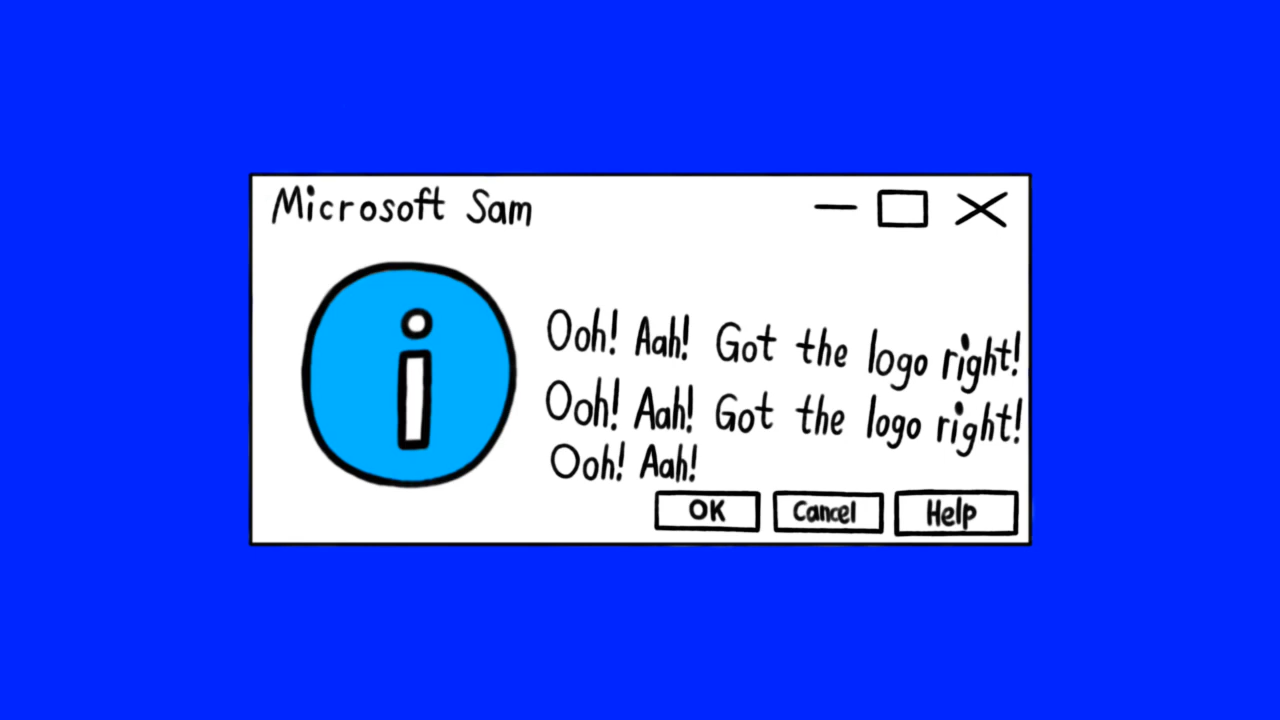 Microsoft Sam
i
Ooh! Aah! Got the logo right!
Ooh! Aah! Got the logo right!
Ooh! Aah!
OK Cancel Help